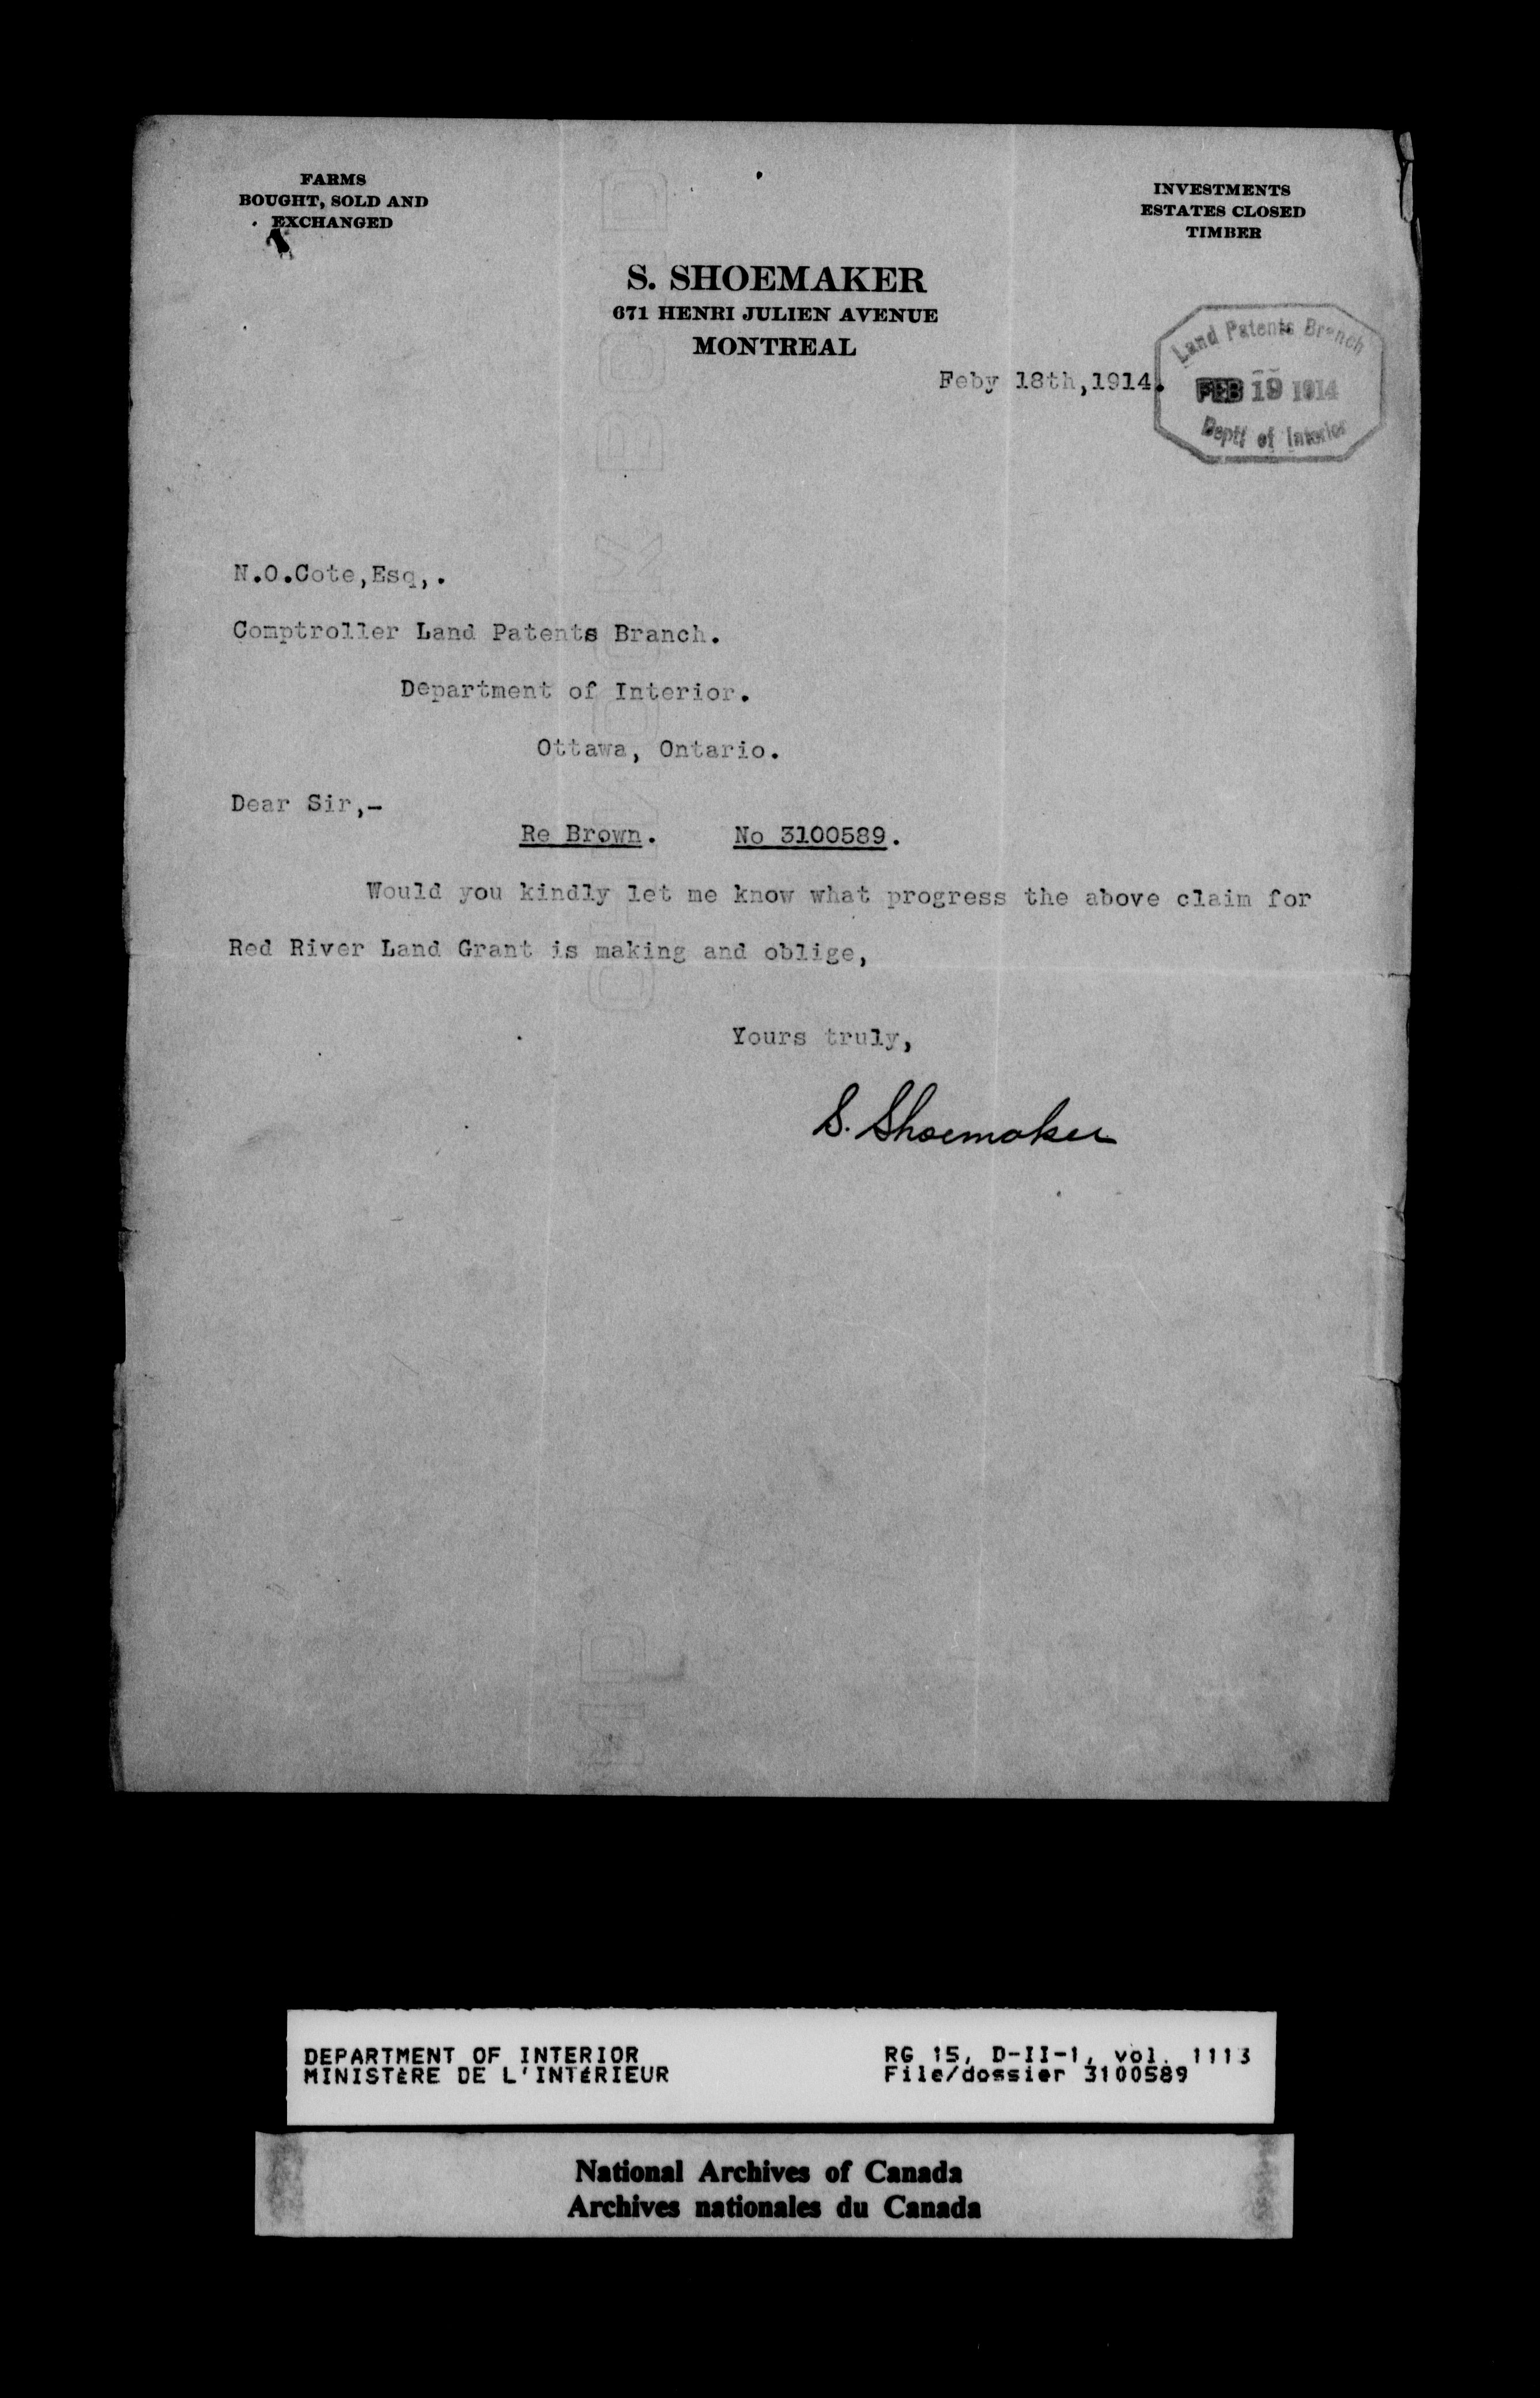 FARMS
BOUGHT, SOLD AND
EXCHANGED
INVESTMENTS
ESTATES CLOSED
TIMBER
S. SHOEMAKER
671 HENRI JULIEN AVENUE
MONTREAL
Feby 18th,1914.
Land Patents Branch
FEB 19 1914
Dept of Interior
N.O.Cote,Esq,.
Comptroller Land Patents Branch.
Department of Interior.
Ottawa, Ontario.
Dear Sir,-
Re Brown. No 3100589.
Would you kindly let me know what progress the above claim for
Red River Land Grant is making and oblige,
Yours truly,
S. Shoemaker
DEPARTMENT OF INTERIOR
MINISTÈRE DE L'INTÉRIEUR
RG 15, D-II-1, vol. 1113
File/dossier 3100589
National Archives of Canada
Archives nationales du Canada